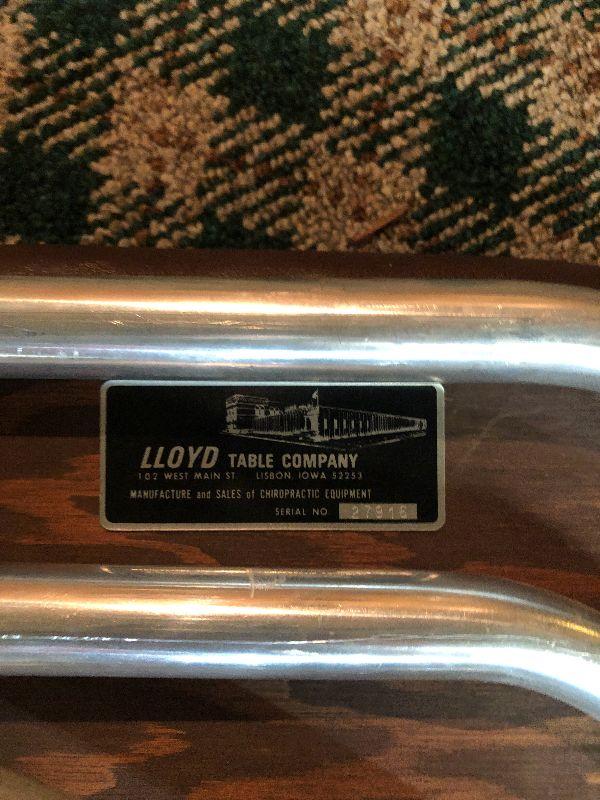 LLOYD TABLE COMPANY
102 WEST MAIN ST. LISBON, IOWA 52253
MANUFACTURE and SALES of CHIROPRACTIC EQUIPMENT
SERIAL NO. 27916